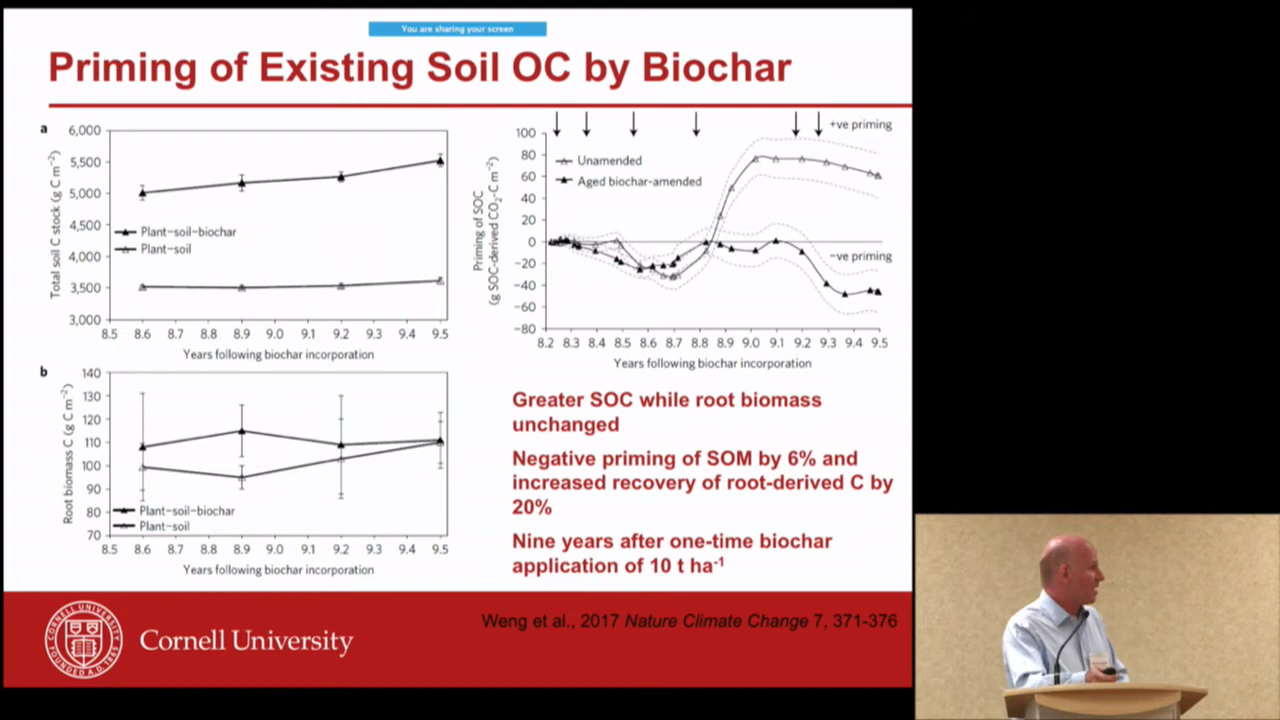 You are sharing your screen
Priming of Existing Soil OC by Biochar
a
6,000
5,500
5,000
4,500
4,000
3,500
3,000
Total soil C stock (g C m⁻²)
Plant–soil–biochar
Plant–soil
8.5 8.6 8.7 8.8 8.9 9.0 9.1 9.2 9.3 9.4 9.5
Years following biochar incorporation
b
140
130
120
110
100
90
80
70
Root biomass C (g C m⁻²)
Plant–soil–biochar
Plant–soil
8.5 8.6 8.7 8.8 8.9 9.0 9.1 9.2 9.3 9.4 9.5
Years following biochar incorporation
+ve priming
100
80
60
40
20
0
−20
−40
−60
−80
Priming of SOC
(g SOC-derived CO₂-C m⁻²)
Unamended
Aged biochar-amended
−ve priming
8.2 8.3 8.4 8.5 8.6 8.7 8.8 8.9 9.0 9.1 9.2 9.3 9.4 9.5
Years following biochar incorporation
Greater SOC while root biomass
unchanged
Negative priming of SOM by 6% and
increased recovery of root-derived C by
20%
Nine years after one-time biochar
application of 10 t ha⁻¹
Weng et al., 2017 Nature Climate Change 7, 371-376
CORNELL UNIVERSITY
FOUNDED A.D. 1865
Cornell University